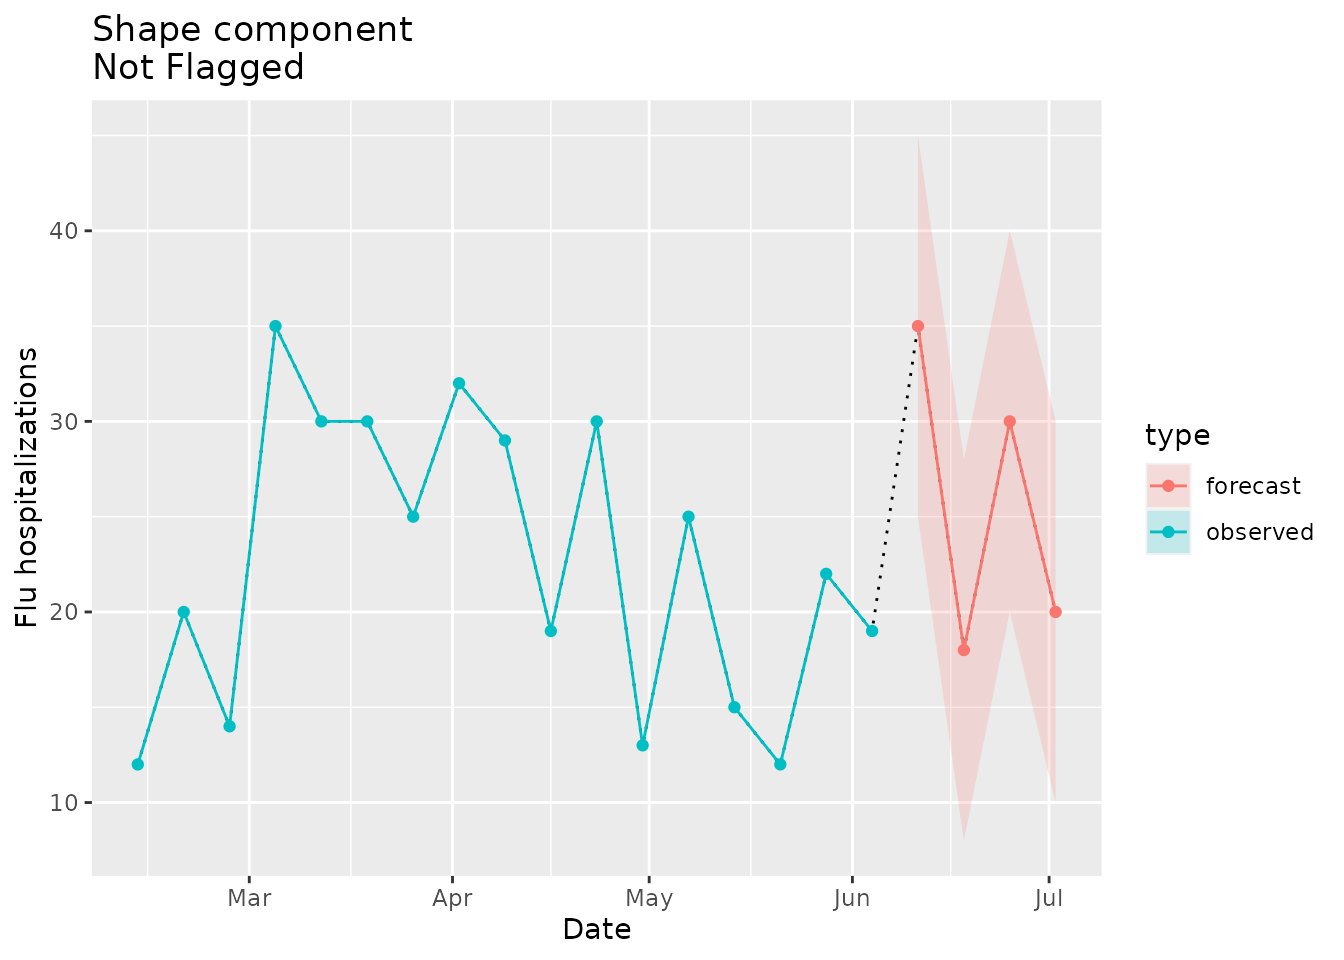 Shape component
Not Flagged
Flu hospitalizations
40
30
20
10
Mar Apr May Jun Jul
Date
type
forecast
observed